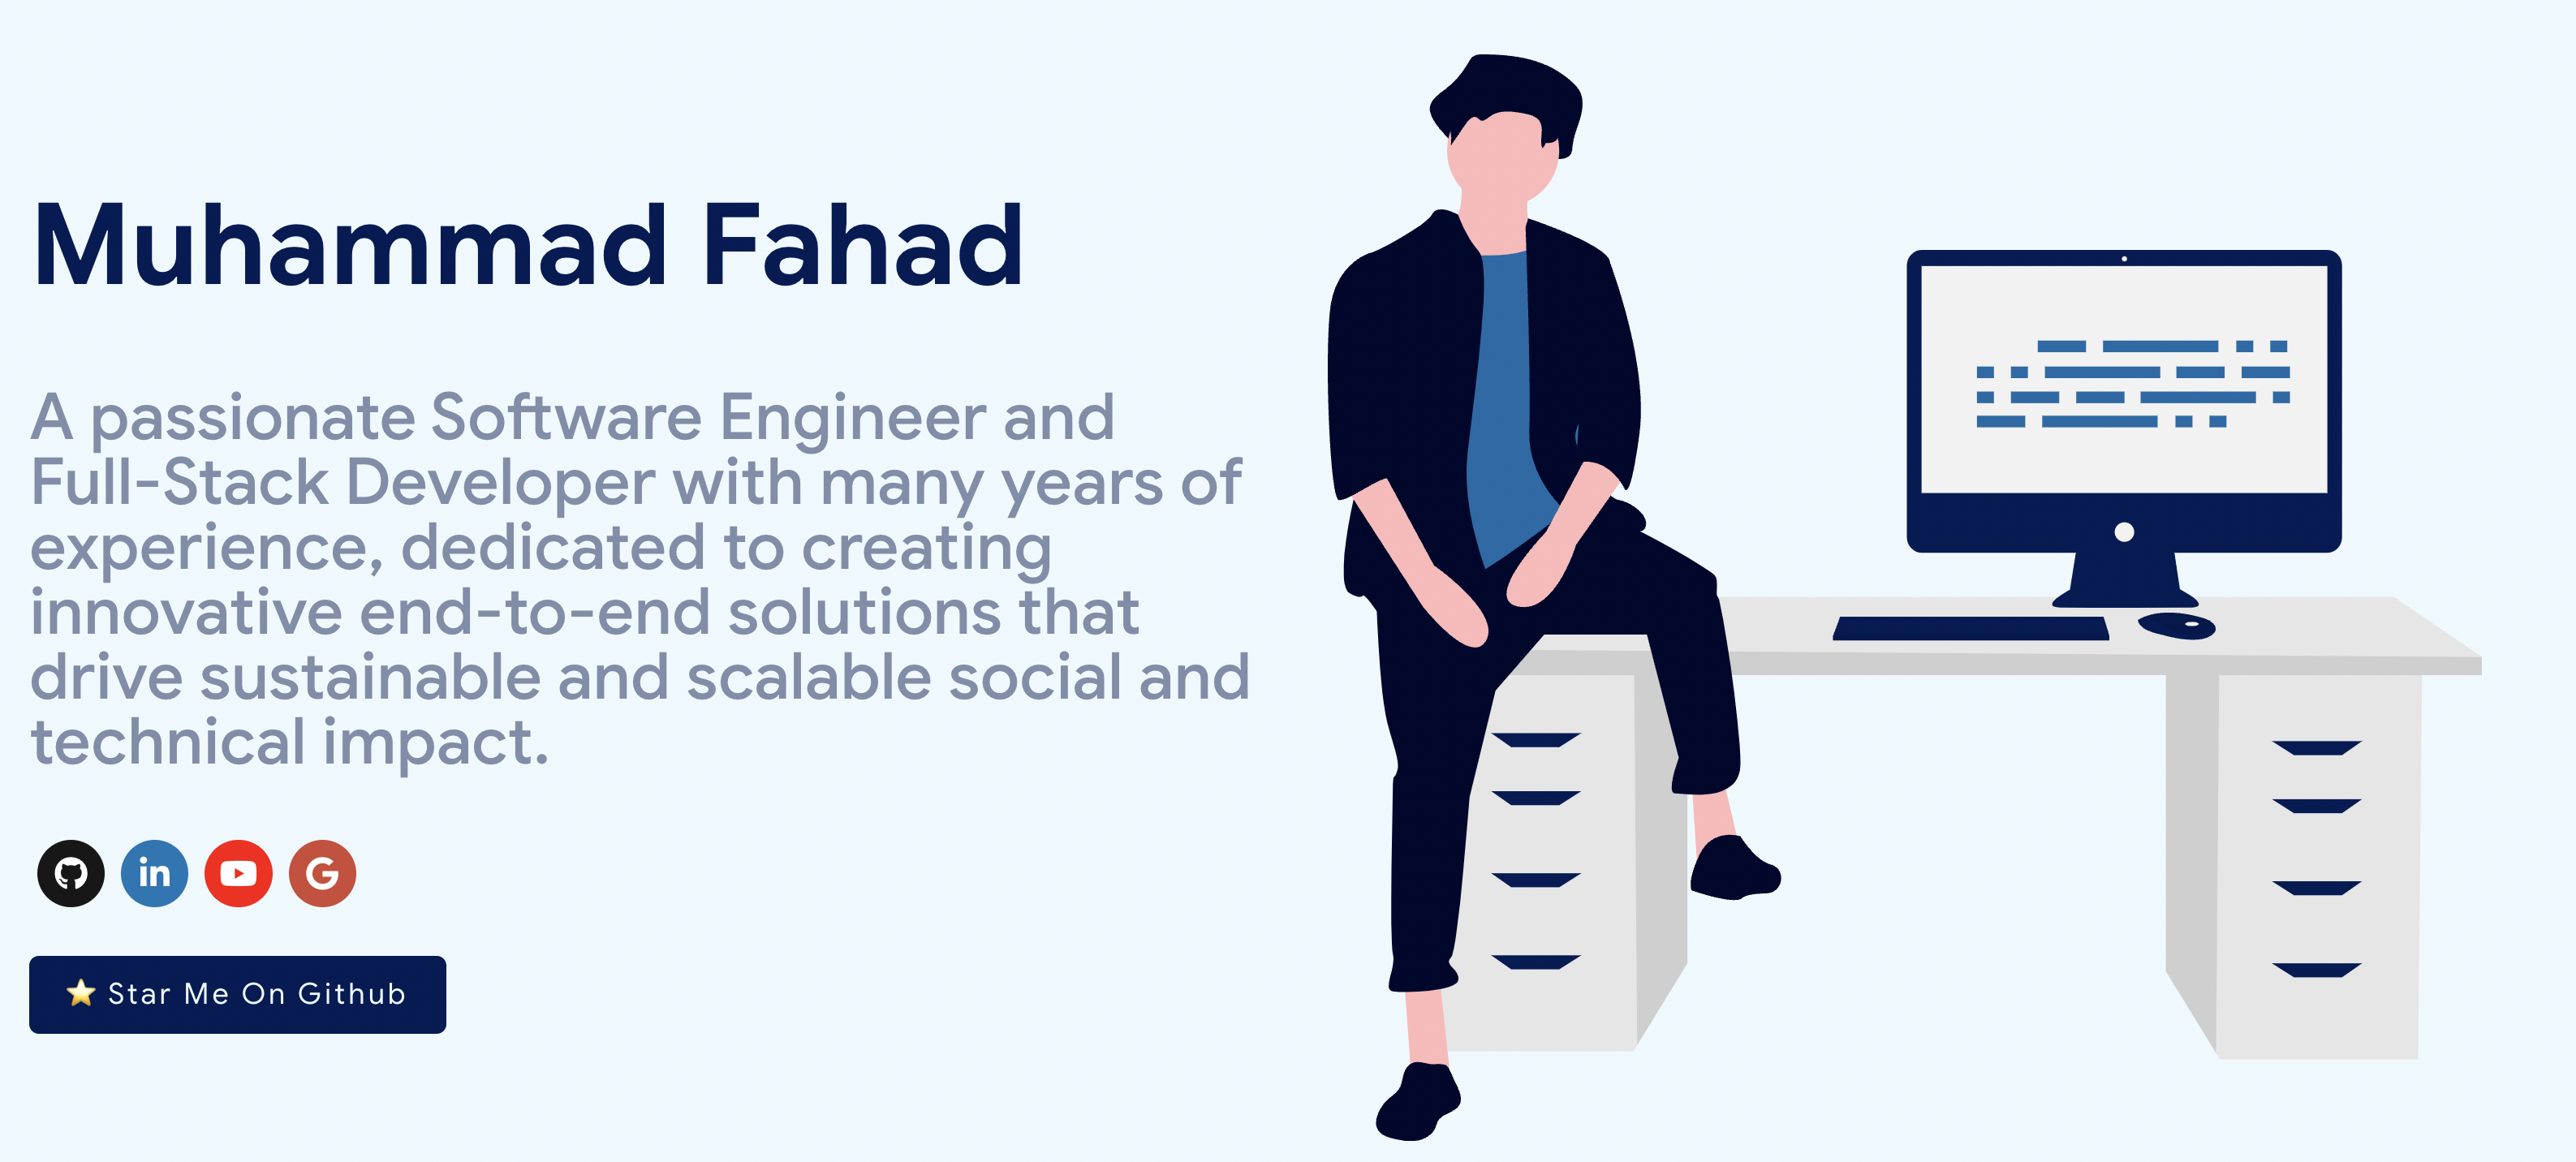 Muhammad Fahad
A passionate Software Engineer and
Full-Stack Developer with many years of
experience, dedicated to creating
innovative end-to-end solutions that
drive sustainable and scalable social and
technical impact.
in
G
⭐ Star Me On Github